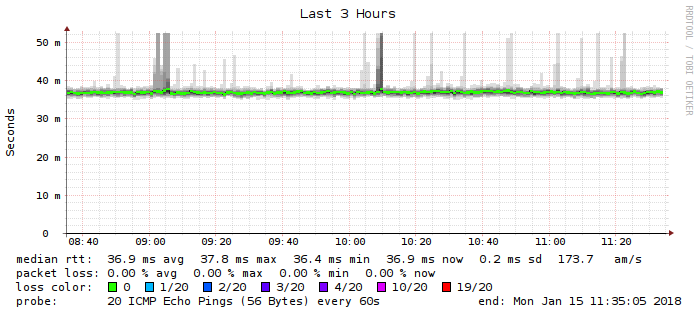 Last 3 Hours
RRDTOOL / TOBI OETIKER
Seconds
50 m
40 m
30 m
20 m
10 m
0
08:40 09:00 09:20 09:40 10:00 10:20 10:40 11:00 11:20
median rtt: 36.9 ms avg 37.8 ms max 36.4 ms min 36.9 ms now 0.2 ms sd 173.7 am/s
packet loss: 0.00 % avg 0.00 % max 0.00 % min 0.00 % now
loss color: 0 1/20 2/20 3/20 4/20 10/20 19/20
probe: 20 ICMP Echo Pings (56 Bytes) every 60s end: Mon Jan 15 11:35:05 2018